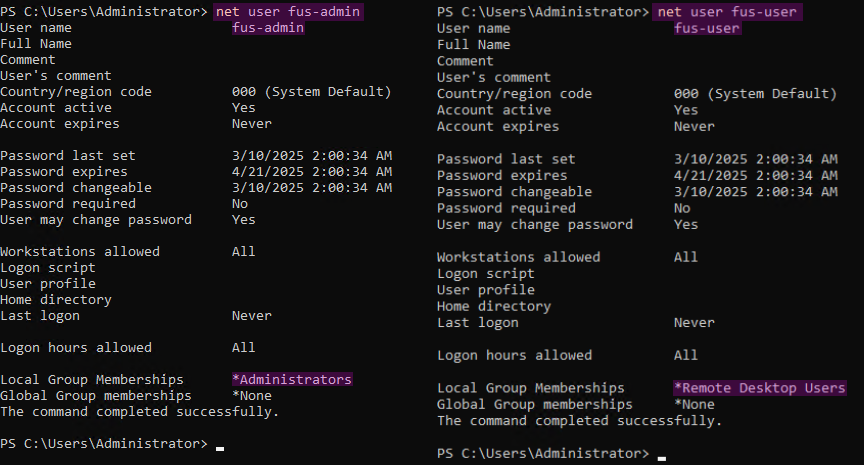 PS C:\Users\Administrator> net user fus-admin
User name fus-admin
Full Name
Comment
User's comment
Country/region code 000 (System Default)
Account active Yes
Account expires Never
Password last set 3/10/2025 2:00:34 AM
Password expires 4/21/2025 2:00:34 AM
Password changeable 3/10/2025 2:00:34 AM
Password required No
User may change password Yes
Workstations allowed All
Logon script
User profile
Home directory
Last logon Never
Logon hours allowed All
Local Group Memberships *Administrators
Global Group memberships *None
The command completed successfully.
PS C:\Users\Administrator>
PS C:\Users\Administrator> net user fus-user
User name fus-user
Full Name
Comment
User's comment
Country/region code 000 (System Default)
Account active Yes
Account expires Never
Password last set 3/10/2025 2:00:34 AM
Password expires 4/21/2025 2:00:34 AM
Password changeable 3/10/2025 2:00:34 AM
Password required No
User may change password Yes
Workstations allowed All
Logon script
User profile
Home directory
Last logon Never
Logon hours allowed All
Local Group Memberships *Remote Desktop Users
Global Group memberships *None
The command completed successfully.
PS C:\Users\Administrator>